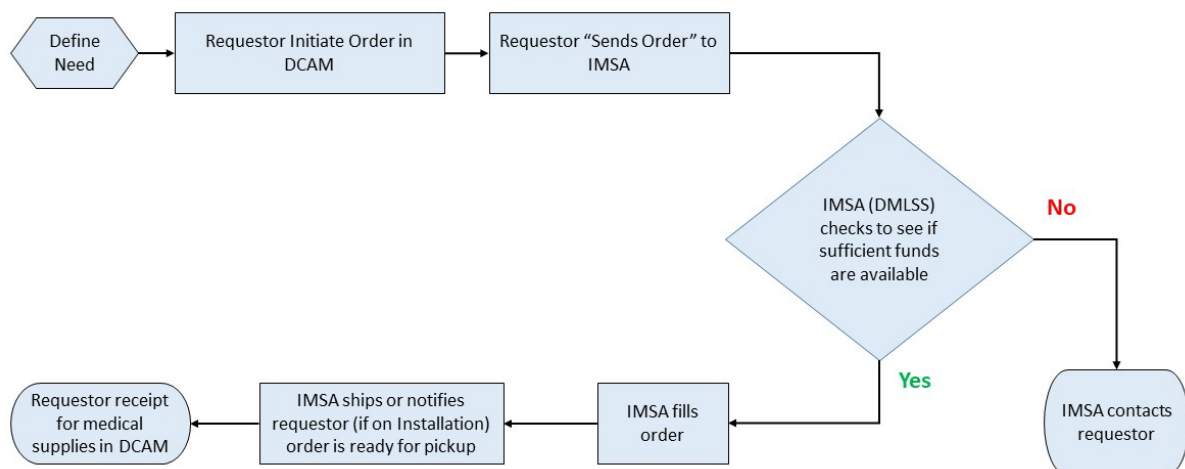 Define
Need
Requestor Initiate Order in
DCAM
Requestor “Sends Order” to
IMSA
IMSA (DMLSS)
checks to see if
sufficient funds
are available
No
Yes
IMSA contacts
requestor
IMSA fills
order
IMSA ships or notifies
requestor (if on Installation)
order is ready for pickup
Requestor receipt
for medical
supplies in DCAM